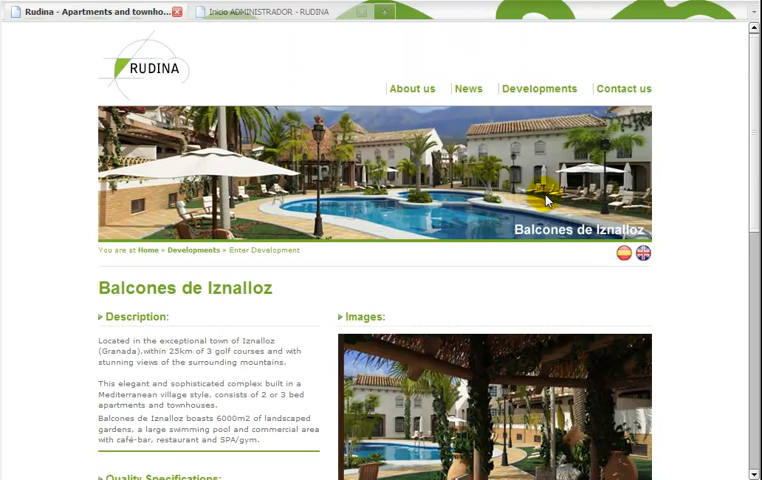 Rudina - Apartments and townho...
Inicio ADMINISTRADOR - RUDINA
RUDINA
About us
News
Developments
Contact us
Balcones de Iznalloz
You are at Home » Developments » Enter Development
Balcones de Iznalloz
Description:
Located in the exceptional town of Iznalloz
(Granada),within 25km of 3 golf courses and with
stunning views of the surrounding mountains.
This elegant and sophisticated complex built in a
Mediterranean village style, consists of 2 or 3 bed
apartments and townhouses.
Balcones de Iznalloz boasts 6000m2 of landscaped
gardens, a large swimming pool and commercial area
with café-bar, restaurant and SPA/gym.
Quality Specifications:
Images: